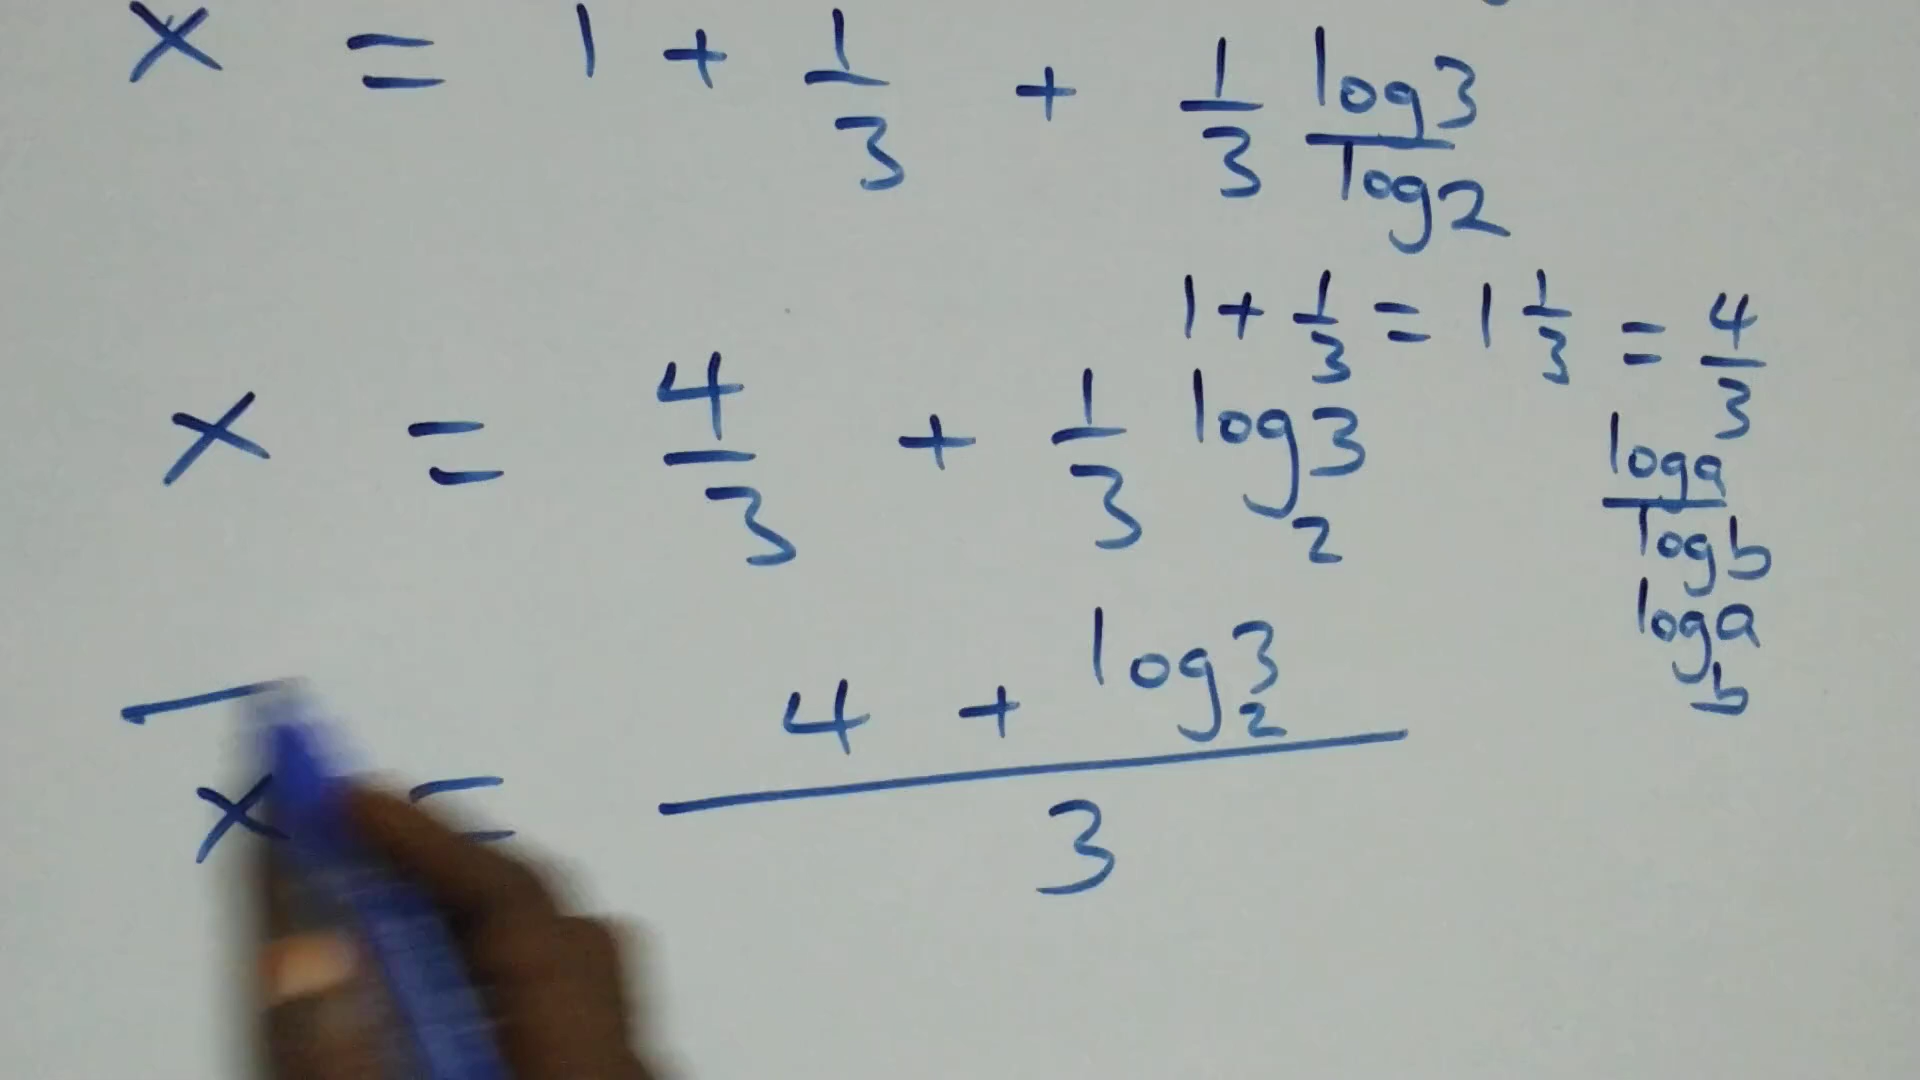 x = 1 + 1/3 + 1/3 log3/log2
1 + 1/3 = 1 1/3 = 4/3
x = 4/3 + 1/3 log₂3
loga/logb
log_b a
x = (4 + log₂3)/3